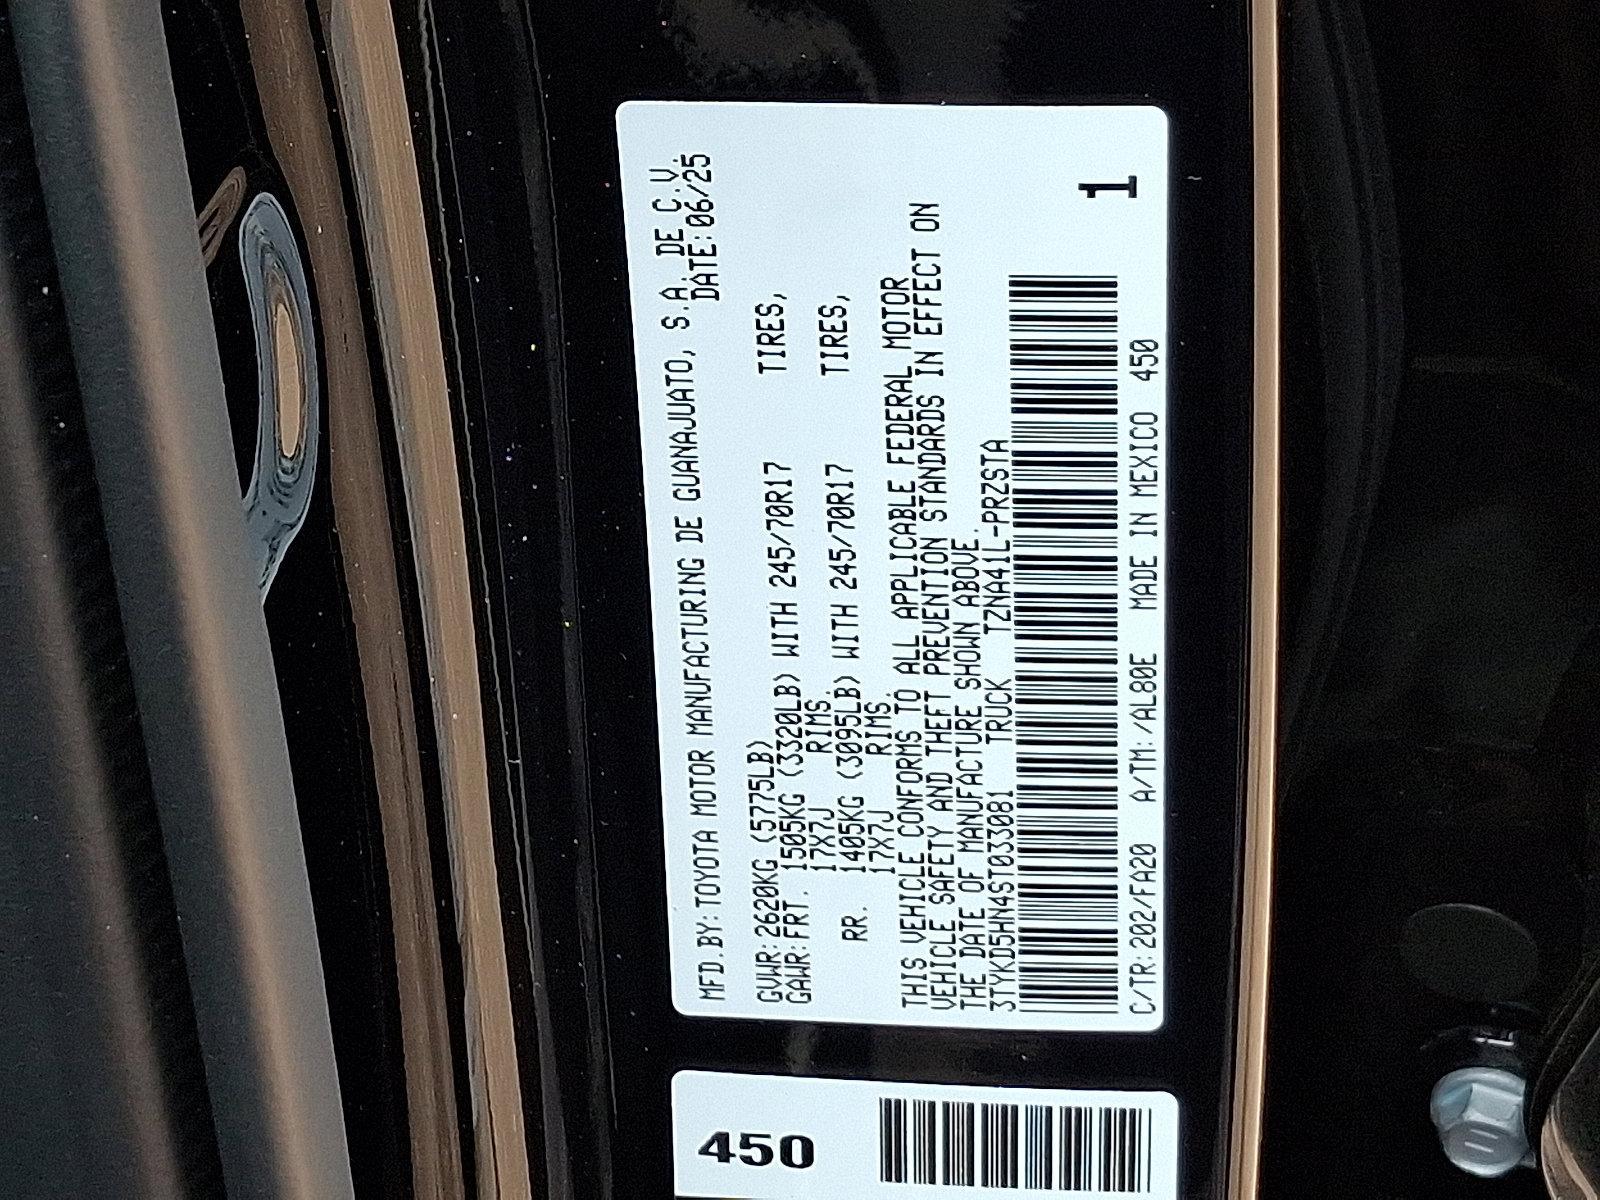 MFD.BY:TOYOTA MOTOR MANUFACTURING DE GUANAJUATO, S.A. DE C.V.
DATE:06/25
GVWR:2620KG (5775LB)
GAWR:FRT. 1505KG (3320LB) WITH 245/70R17 TIRES,
17X7J RIMS.
RR. 1405KG (3095LB) WITH 245/70R17 TIRES,
17X7J RIMS.
THIS VEHICLE CONFORMS TO ALL APPLICABLE FEDERAL MOTOR
VEHICLE SAFETY AND THEFT PREVENTION STANDARDS IN EFFECT ON
THE DATE OF MANUFACTURE SHOWN ABOVE.
3TYKD5HN4ST033081 TRUCK TZNA41L-PRZSTA
1
C/TR:202/FA20 A/TM:/AL80E MADE IN MEXICO 450
450